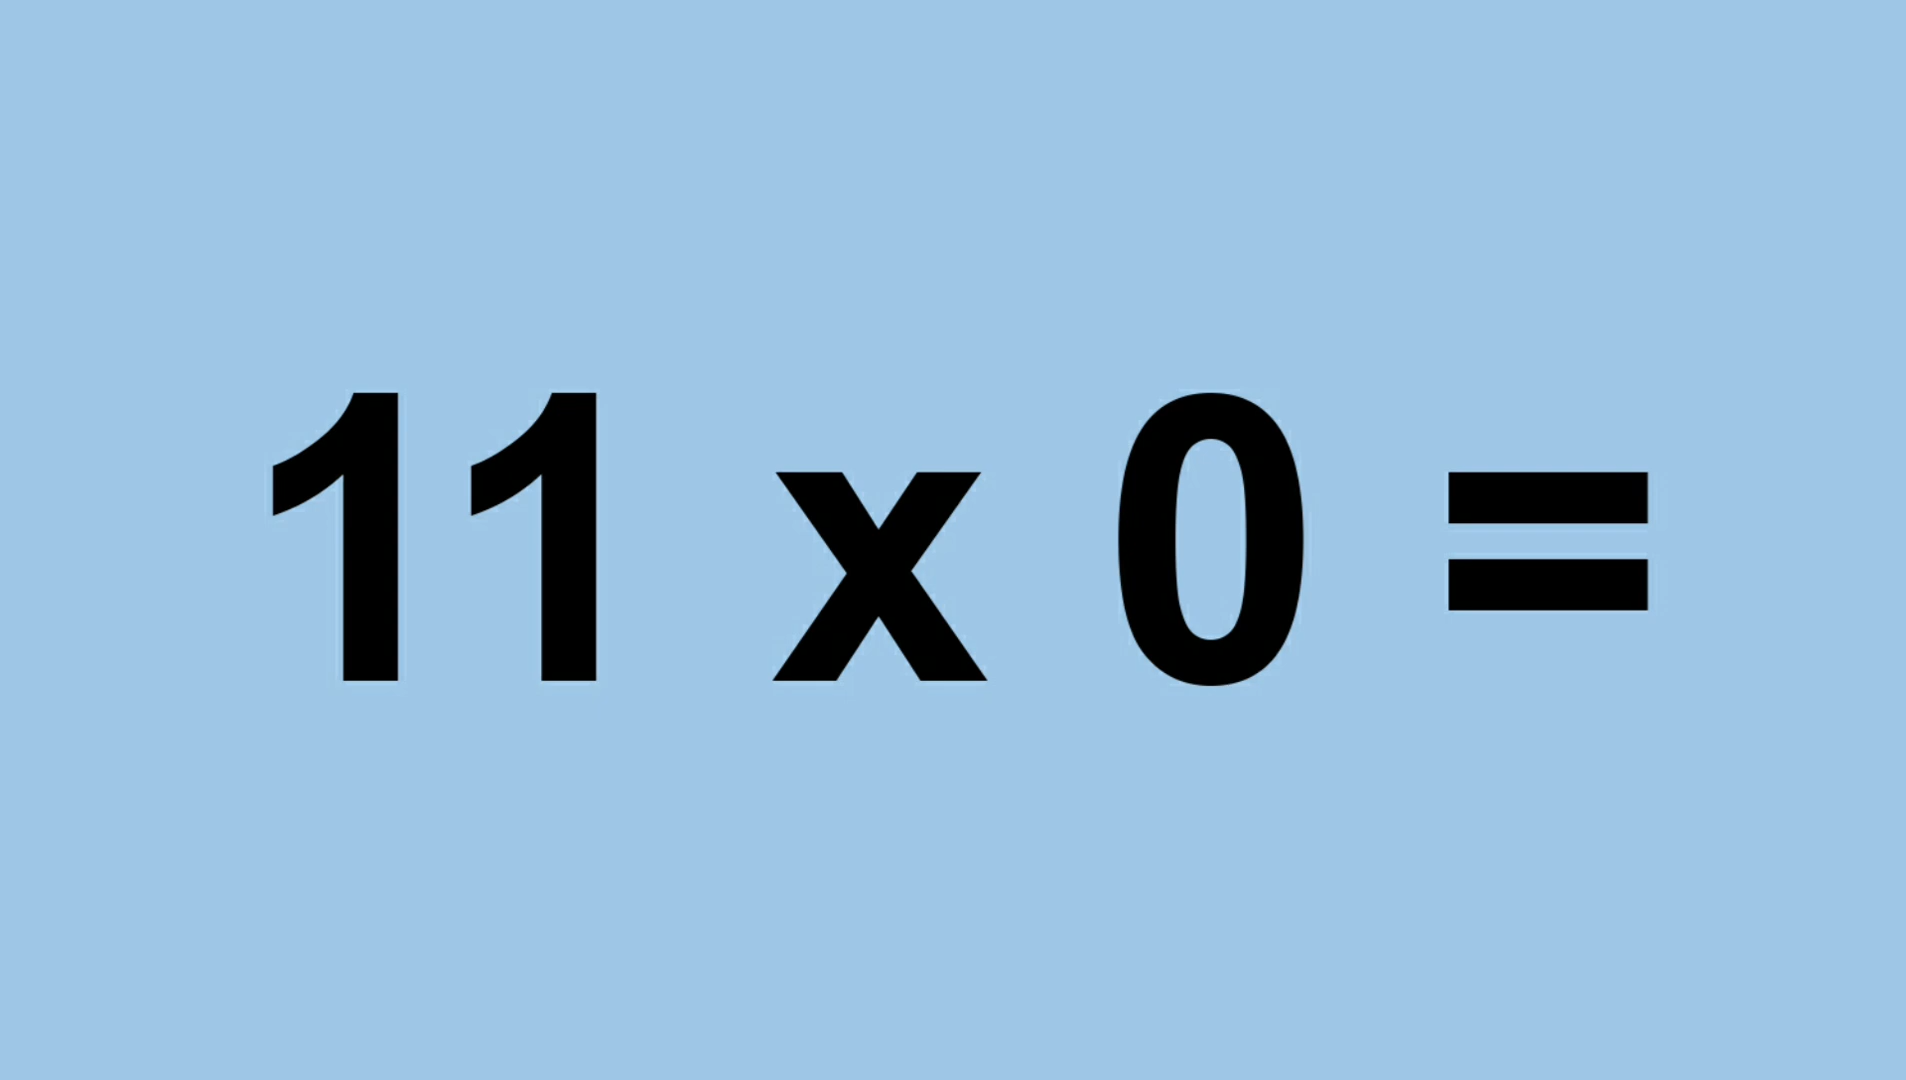 11 x 0 =